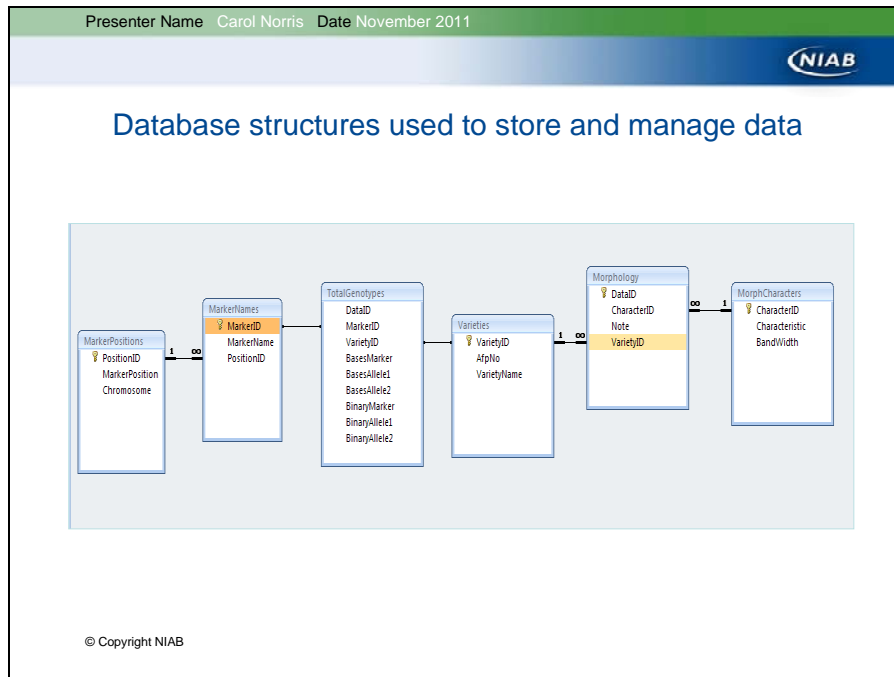 Presenter Name Carol Norris Date November 2011
NIAB
Database structures used to store and manage data
MarkerPositions
PositionID
MarkerPosition
Chromosome
1 ∞
MarkerNames
MarkerID
MarkerName
PositionID
TotalGenotypes
DataID
MarkerID
VarietyID
BasesMarker
BasesAllele1
BasesAllele2
BinaryMarker
BinaryAllele1
BinaryAllele2
Varieties
VarietyID
AfpNo
VarietyName
1 ∞
Morphology
DataID
CharacterID
Note
VarietyID
∞ 1
MorphCharacters
CharacterID
Characteristic
BandWidth
© Copyright NIAB